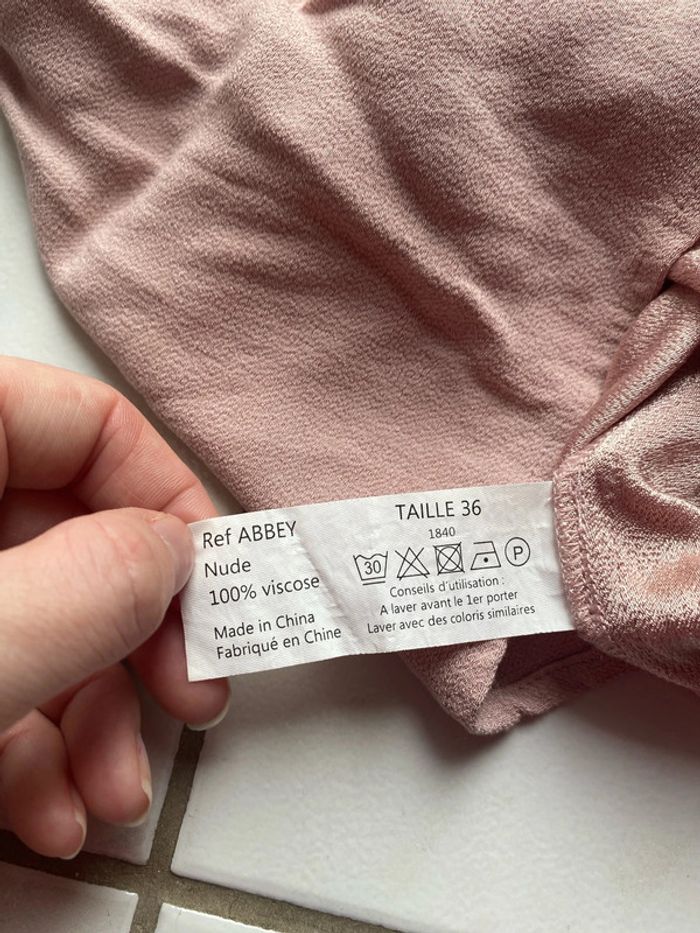 Ref ABBEY
Nude
100% viscose
Made in China
Fabriqué en Chine
TAILLE 36
1840
30 P
Conseils d'utilisation :
A laver avant le 1er porter
Laver avec des coloris similaires